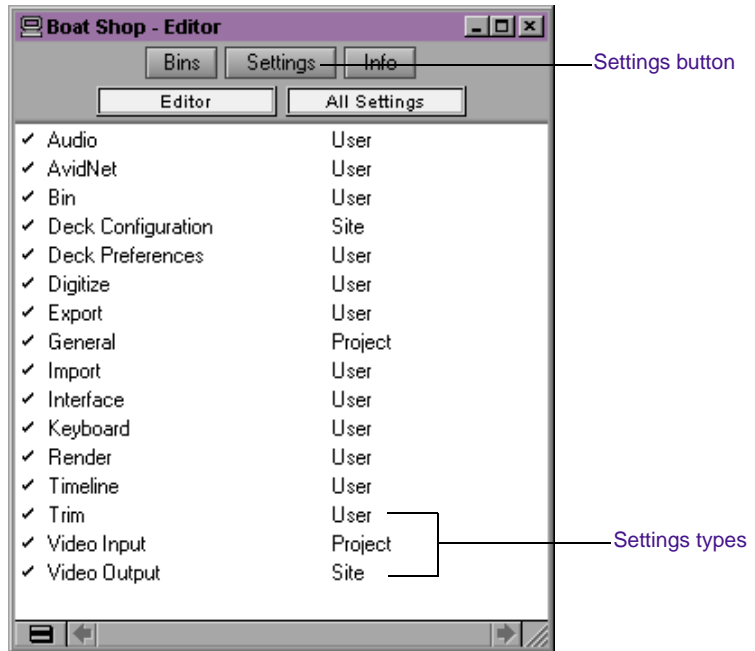 Boat Shop - Editor
Bins Settings Info
Settings button
Editor All Settings
Audio User
AvidNet User
Bin User
Deck Configuration Site
Deck Preferences User
Digitize User
Export User
General Project
Import User
Interface User
Keyboard User
Render User
Timeline User
Trim User
Video Input Project
Settings types
Video Output Site